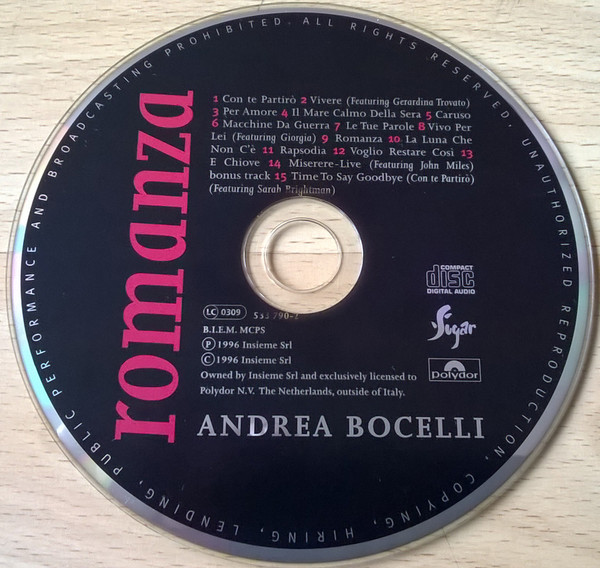 PUBLIC PERFORMANCE AND BROADCASTING PROHIBITED. ALL RIGHTS RESERVED. UNAUTHORIZED REPRODUCTION, COPYING, HIRING, LENDING,
romanza
1 Con te Partirò 2 Vivere (Featuring Gerardina Trovato)
3 Per Amore 4 Il Mare Calmo Della Sera 5 Caruso
6 Macchine Da Guerra 7 Le Tue Parole 8 Vivo Per
Lei (Featuring Giorgia) 9 Romanza 10 La Luna Che
Non C'è 11 Rapsodia 12 Voglio Restare Così 13
E Chiove 14 Miserere-Live (Featuring John Miles)
bonus track 15 Time To Say Goodbye (Con te Partirò)
(Featuring Sarah Brightman)
COMPACT
disc
DIGITAL AUDIO
LC 0309
B.I.E.M. MCPS
Ⓟ 1996 Insieme Srl
© 1996 Insieme Srl
Sugar
Owned by Insieme Srl and exclusively licensed to
Polydor N.V. The Netherlands, outside of Italy.
Polydor
ANDREA BOCELLI